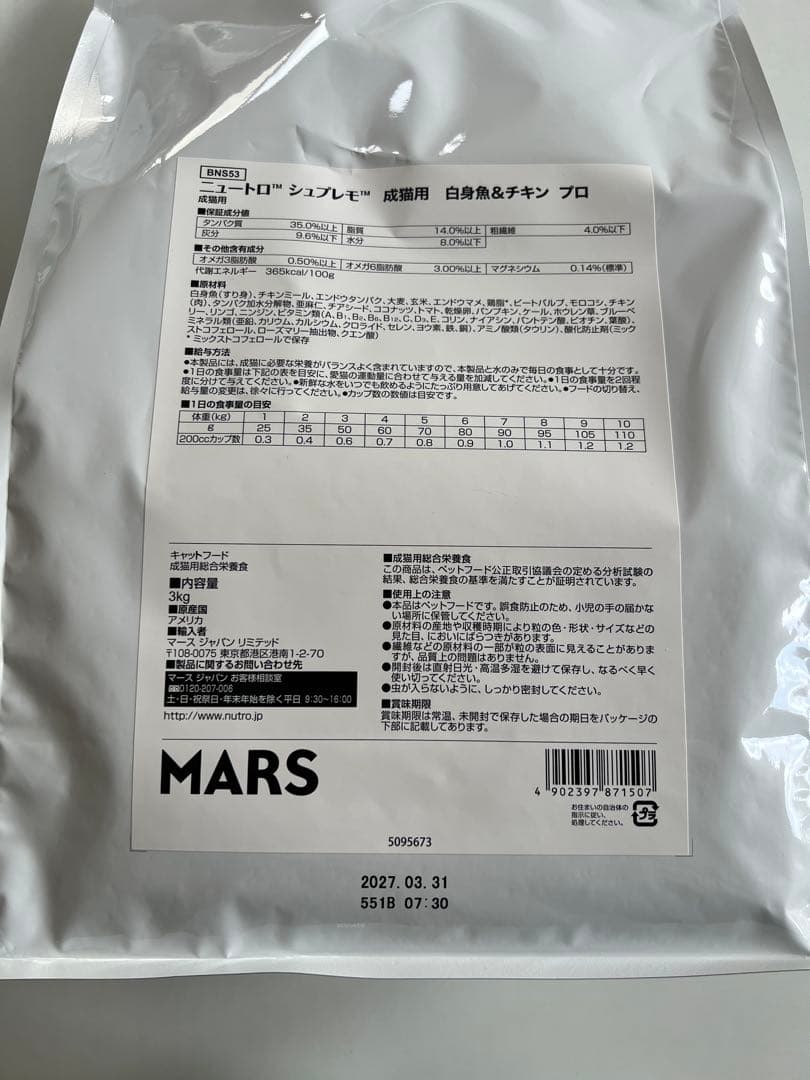 BNS53
ニュートロ™ シュプレモ™ 成猫用 白身魚&チキン プロ
成猫用
■保証成分値
タンパク質 35.0%以上 脂質 14.0%以上 粗繊維 4.0%以下
灰分 9.6%以下 水分 8.0%以下
■その他含有成分
オメガ3脂肪酸 0.50%以上 オメガ6脂肪酸 3.00%以上 マグネシウム 0.14%(標準)
代謝エネルギー 365kcal/100g
■原材料
白身魚(すり身)、チキンミール、エンドウタンパク、大麦、玄米、エンドウマメ、鶏脂*、ビートパルプ、モロコシ、チキン
(肉)、タンパク加水分解物、亜麻仁、チアシード、ココナッツ、トマト、乾燥卵、パンプキン、ケール、ホウレン草、ブルーベ
リー、リンゴ、ニンジン、ビタミン類(A、B1、B2、B6、B12、C、D3、E、コリン、ナイアシン、パントテン酸、ビオチン、葉酸)、
ミネラル類(亜鉛、カリウム、カルシウム、クロライド、セレン、ヨウ素、鉄、銅)、アミノ酸類(タウリン)、酸化防止剤(ミック
ストコフェロール、ローズマリー抽出物、クエン酸)
* ミックストコフェロールで保存
■給与方法
●本製品には、成猫に必要な栄養がバランスよく含まれていますので、本製品と水のみで毎日の食事として十分です。
●1日の食事量は下記の表を目安に、愛猫の運動量に合わせて与える量を加減してください。●1日の食事量を2回程
度に分けて与えてください。●新鮮な水をいつでも飲めるようにたっぷり用意してあげてください。●フードの切り替え、
給与量の変更は、徐々に行ってください。●カップ数の数値は目安です。
■1日の食事量の目安
体重(kg) 1 2 3 4 5 6 7 8 9 10
g 25 35 50 60 70 80 90 95 105 110
200ccカップ数 0.3 0.4 0.6 0.7 0.8 0.9 1.0 1.1 1.2 1.2
キャットフード
成猫用総合栄養食
■内容量
3kg
■原産国
アメリカ
■輸入者
マース ジャパン リミテッド
〒108-0075 東京都港区港南1-2-70
■製品に関するお問い合わせ先
マース ジャパン お客様相談室
0120-207-006
土・日・祝祭日・年末年始を除く平日 9:30~16:00
http://www.nutro.jp
■成猫用総合栄養食
この商品は、ペットフード公正取引協議会の定める分析試験の
結果、総合栄養食の基準を満たすことが証明されています。
■使用上の注意
●本品はペットフードです。誤食防止のため、小児の手の届かな
い場所に保管してください。
●原材料の産地や収穫時期により粒の色・形状・サイズなどの
見た目、においにばらつきがあります。
●繊維などの原材料の一部が粒の表面に見えることがありま
すが、品質上の問題はありません。
●開封後は直射日光・高温多湿を避けて保存し、なるべく早く
使い切ってください。
●虫が入らないように、しっかり密封してください。
■賞味期限
賞味期限は常温、未開封で保存した場合の期日をパッケージの
下部に記載してあります。
MARS
4 902397 871507
お住まいの自治体の
指示に従い、
処理してください。
プラ
5095673
2027.03.31
551B 07:30